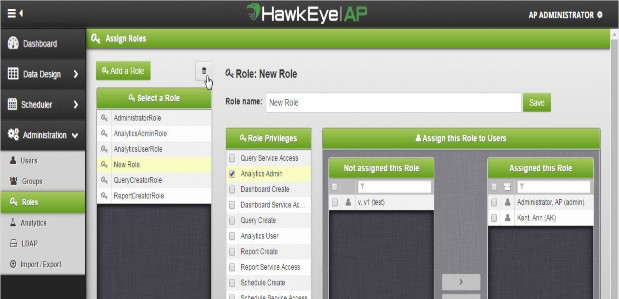 HawkEye AP
AP ADMINISTRATOR
Dashboard
Data Design
Scheduler
Administration
Users
Groups
Roles
Analytics
LDAP
Import / Export
Assign Roles
Add a Role
Select a Role
AdministratorRole
AnalyticsAdminRole
AnalyticsUserRole
New Role
QueryCreatorRole
ReportCreatorRole
Role: New Role
Role name: New Role Save
Role Privileges
Query Service Access
Analytics Admin
Dashboard Create
Dashboard Service Ac...
Query Create
Analytics User
Report Create
Report Service Access
Schedule Create
Schedule Service Access
Assign this Role to Users
Not assigned this Role
v, v1 (test)
Assigned this Role
Administrator, AP (admin)
Kent, Ann (AK)